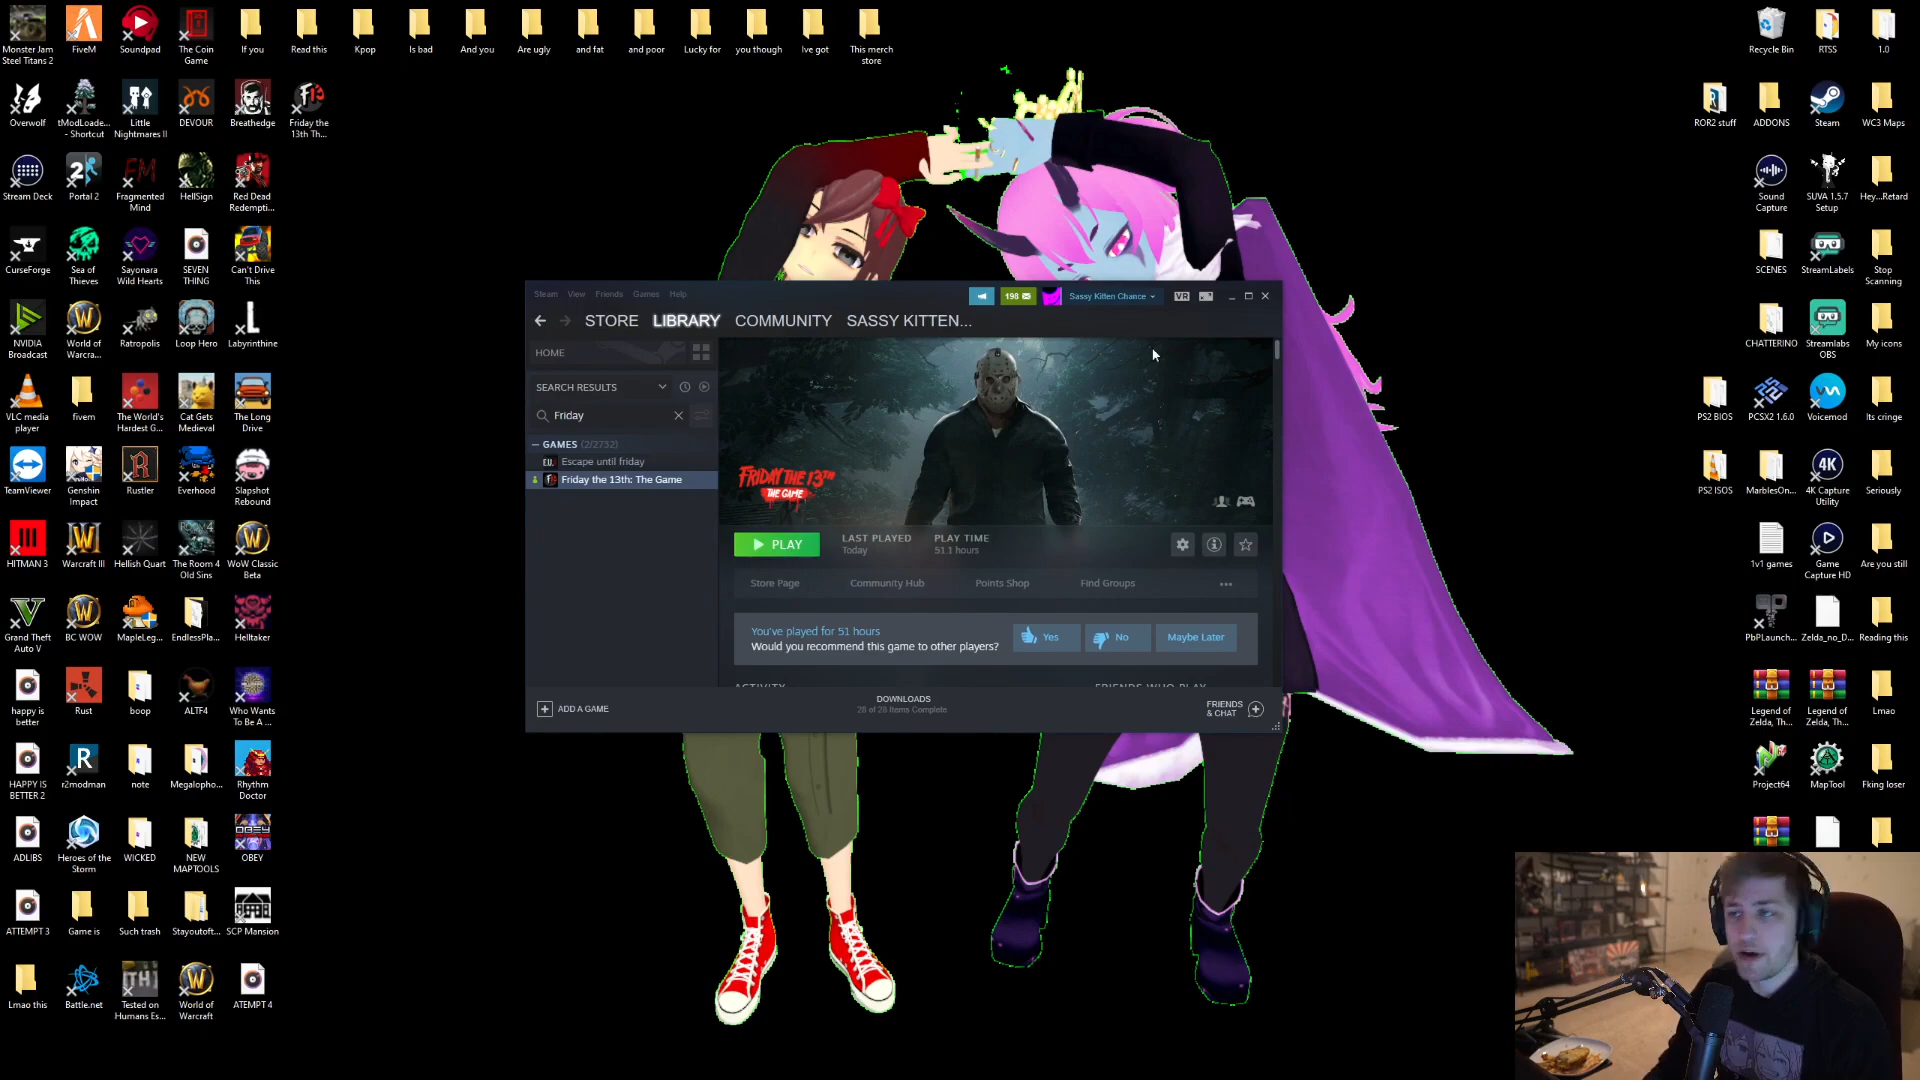 Monster Jam
Steel Titans 2
FiveM
Soundpad
The Coin
Game
If you
Read this
Kpop
Is bad
And you
Are ugly
and fat
and poor
Lucky for
you though
Ive got
This merch
store
Recycle Bin
RTSS
1.0
Overwolf
tModLoade...
- Shortcut
Little
Nightmares II
DEVOUR
Breathedge
Friday the
13th Th...
ROR2 stuff
ADDONS
Steam
WC3 Maps
Stream Deck
Portal 2
Fragmented
Mind
HellSign
Red Dead
Redempti...
Sound
Capture
SUVA 1.5.7
Setup
Hey...Retard
CurseForge
Sea of
Thieves
Sayonara
Wild Hearts
SEVEN
THING
Can't Drive
This
SCENES
StreamLabels
Stop
Scanning
NVIDIA
Broadcast
World of
Warcra...
Ratropolis
Loop Hero
Labyrinthine
CHATTERINO
Streamlabs
OBS
My icons
VLC media
player
fivem
The World's
Hardest G...
Cat Gets
Medieval
The Long
Drive
PS2 BIOS
PCSX2 1.6.0
Voicemod
Its cringe
TeamViewer
Genshin
Impact
Rustler
Everhood
Slapshot
Rebound
PS2 ISOS
MarblesOn...
4K Capture
Utility
Seriously
HITMAN 3
Warcraft III
Hellish Quart
The Room 4
Old Sins
WoW Classic
Beta
1v1 games
Game
Capture HD
Are you still
Grand Theft
Auto V
BC WOW
MapleLeg...
EndlessPla...
Helltaker
PbPLaunch...
Zelda_no_D...
Reading this
happy is
better
Rust
boop
ALTF4
Who Wants
To Be A ...
Legend of
Zelda, Th...
Legend of
Zelda, Th...
Lmao
HAPPY IS
BETTER 2
r2modman
note
Megalopho...
Rhythm
Doctor
Project64
MapTool
Fking loser
ADLIBS
Heroes of the
Storm
WICKED
NEW
MAPTOOLS
OBEY
ATTEMPT 3
Game is
Such trash
Stayoutoft...
SCP Mansion
Lmao this
Battle.net
Tested on
Humans Es...
World of
Warcraft
ATEMPT 4
Steam View Friends Games Help
198
Sassy Kitten Chance
VR
STORE LIBRARY COMMUNITY SASSY KITTEN...
HOME
SEARCH RESULTS
Friday
GAMES (2/2732)
Escape until friday
Friday the 13th: The Game
FRIDAY THE 13TH
THE GAME
PLAY
LAST PLAYED
Today
PLAY TIME
51.1 hours
Store Page Community Hub Points Shop Find Groups
You've played for 51 hours
Would you recommend this game to other players?
Yes
No
Maybe Later
ACTIVITY
FRIENDS WHO PLAY
ADD A GAME
DOWNLOADS
28 of 28 Items Complete
FRIENDS
& CHAT